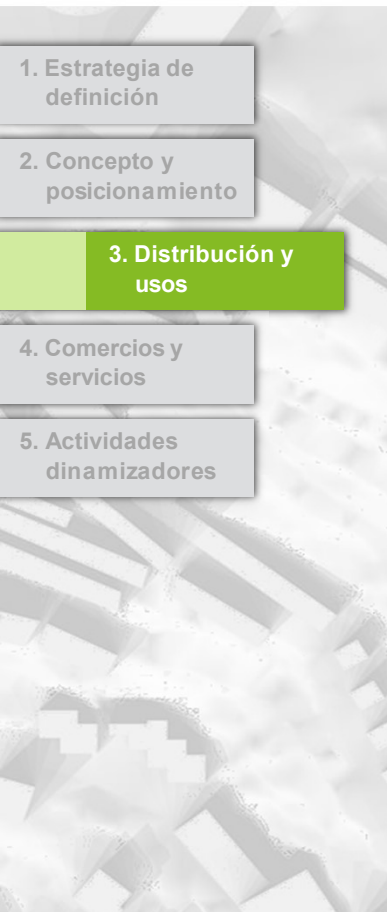 1. Estrategia de
definición
2. Concepto y
posicionamiento
3. Distribución y
usos
4. Comercios y
servicios
5. Actividades
dinamizadores